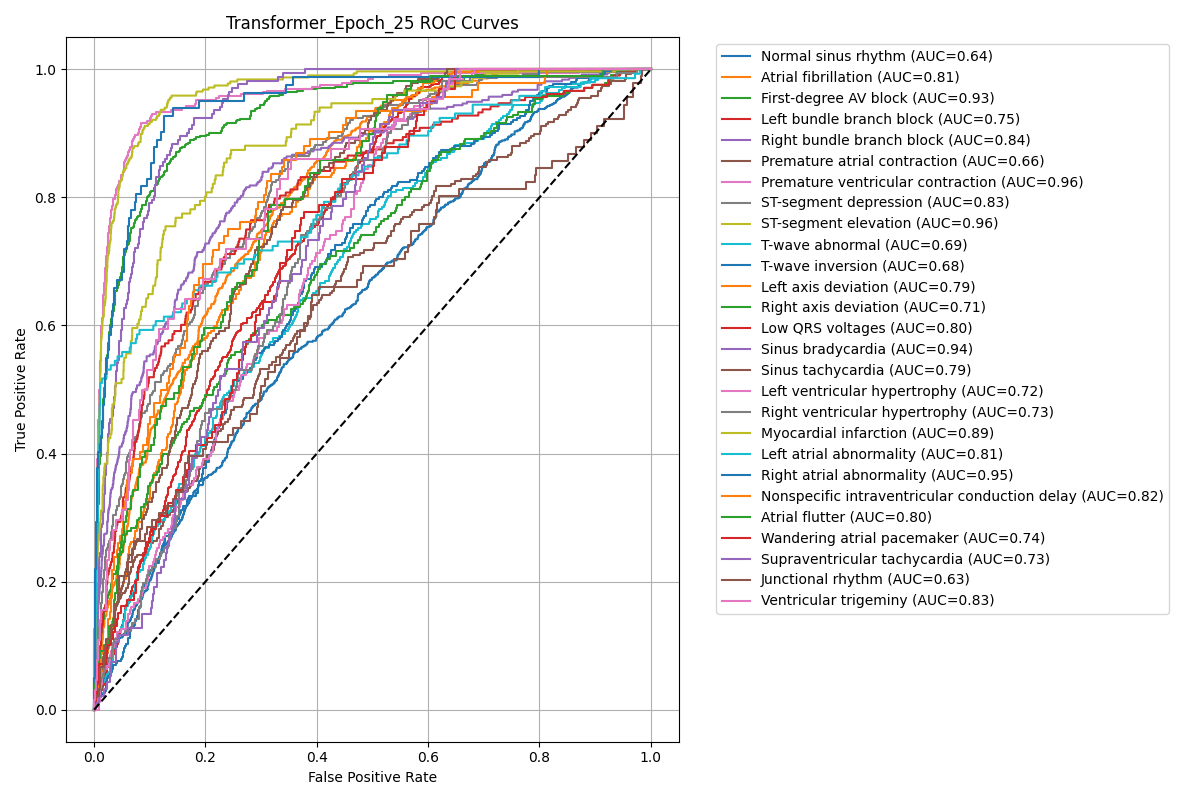 Transformer_Epoch_25 ROC Curves
True Positive Rate
1.0
0.8
0.6
0.4
0.2
0.0
0.0 0.2 0.4 0.6 0.8 1.0
False Positive Rate
Normal sinus rhythm (AUC=0.64)
Atrial fibrillation (AUC=0.81)
First-degree AV block (AUC=0.93)
Left bundle branch block (AUC=0.75)
Right bundle branch block (AUC=0.84)
Premature atrial contraction (AUC=0.66)
Premature ventricular contraction (AUC=0.96)
ST-segment depression (AUC=0.83)
ST-segment elevation (AUC=0.96)
T-wave abnormal (AUC=0.69)
T-wave inversion (AUC=0.68)
Left axis deviation (AUC=0.79)
Right axis deviation (AUC=0.71)
Low QRS voltages (AUC=0.80)
Sinus bradycardia (AUC=0.94)
Sinus tachycardia (AUC=0.79)
Left ventricular hypertrophy (AUC=0.72)
Right ventricular hypertrophy (AUC=0.73)
Myocardial infarction (AUC=0.89)
Left atrial abnormality (AUC=0.81)
Right atrial abnormality (AUC=0.95)
Nonspecific intraventricular conduction delay (AUC=0.82)
Atrial flutter (AUC=0.80)
Wandering atrial pacemaker (AUC=0.74)
Supraventricular tachycardia (AUC=0.73)
Junctional rhythm (AUC=0.63)
Ventricular trigeminy (AUC=0.83)